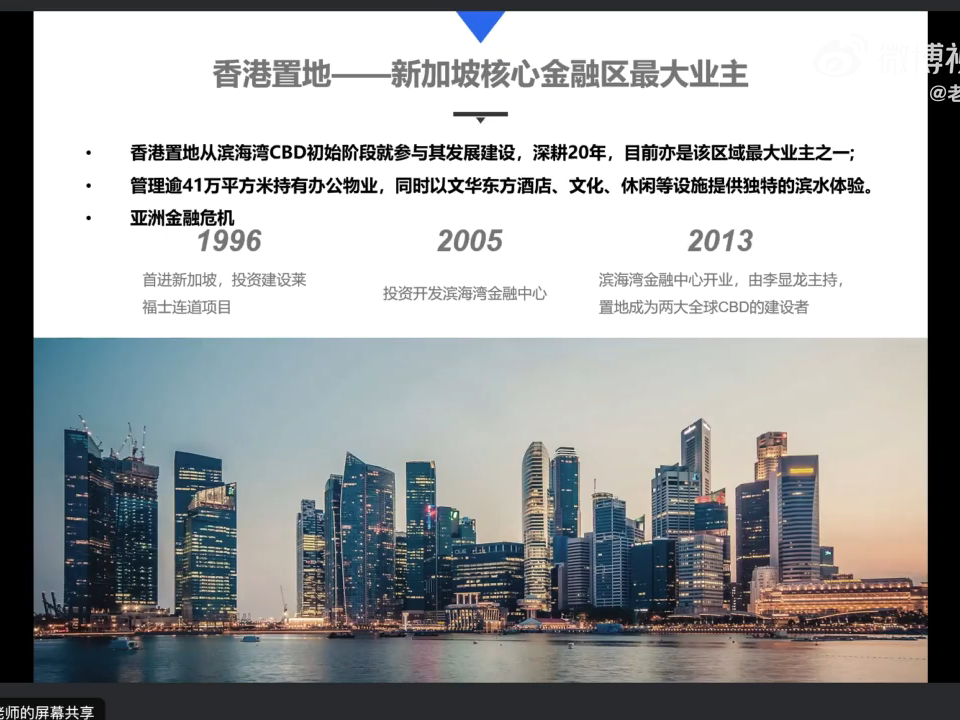 香港置地——新加坡核心金融区最大业主
微博视
@老
• 香港置地从滨海湾CBD初始阶段就参与其发展建设，深耕20年，目前亦是该区域最大业主之一;
• 管理逾41万平方米持有办公物业，同时以文华东方酒店、文化、休闲等设施提供独特的滨水体验。
• 亚洲金融危机
1996
2005
2013
首进新加坡，投资建设莱
福士连道项目
投资开发滨海湾金融中心
滨海湾金融中心开业，由李显龙主持，
置地成为两大全球CBD的建设者
老师的屏幕共享